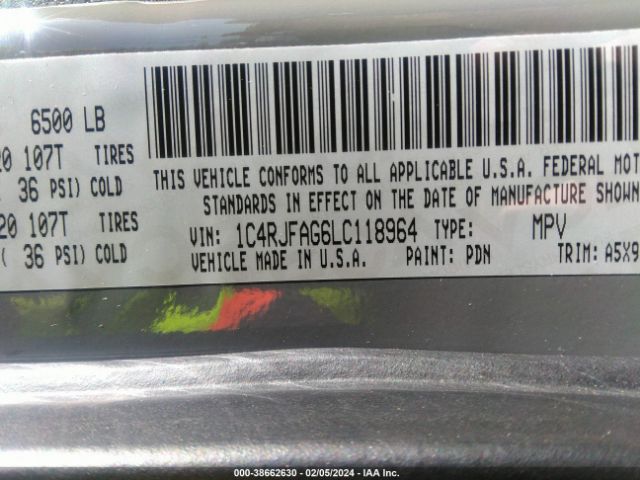 6500 LB
20 107T TIRES
36 PSI) COLD
20 107T TIRES
( 36 PSI) COLD
THIS VEHICLE CONFORMS TO ALL APPLICABLE U.S.A. FEDERAL MOT
STANDARDS IN EFFECT ON THE DATE OF MANUFACTURE SHOWN
VIN: 1C4RJFAG6LC118964 TYPE: MPV
VEHICLE MADE IN U.S.A. PAINT: PDN TRIM: A5X9
000-38662630 - 02/05/2024 - IAA Inc.